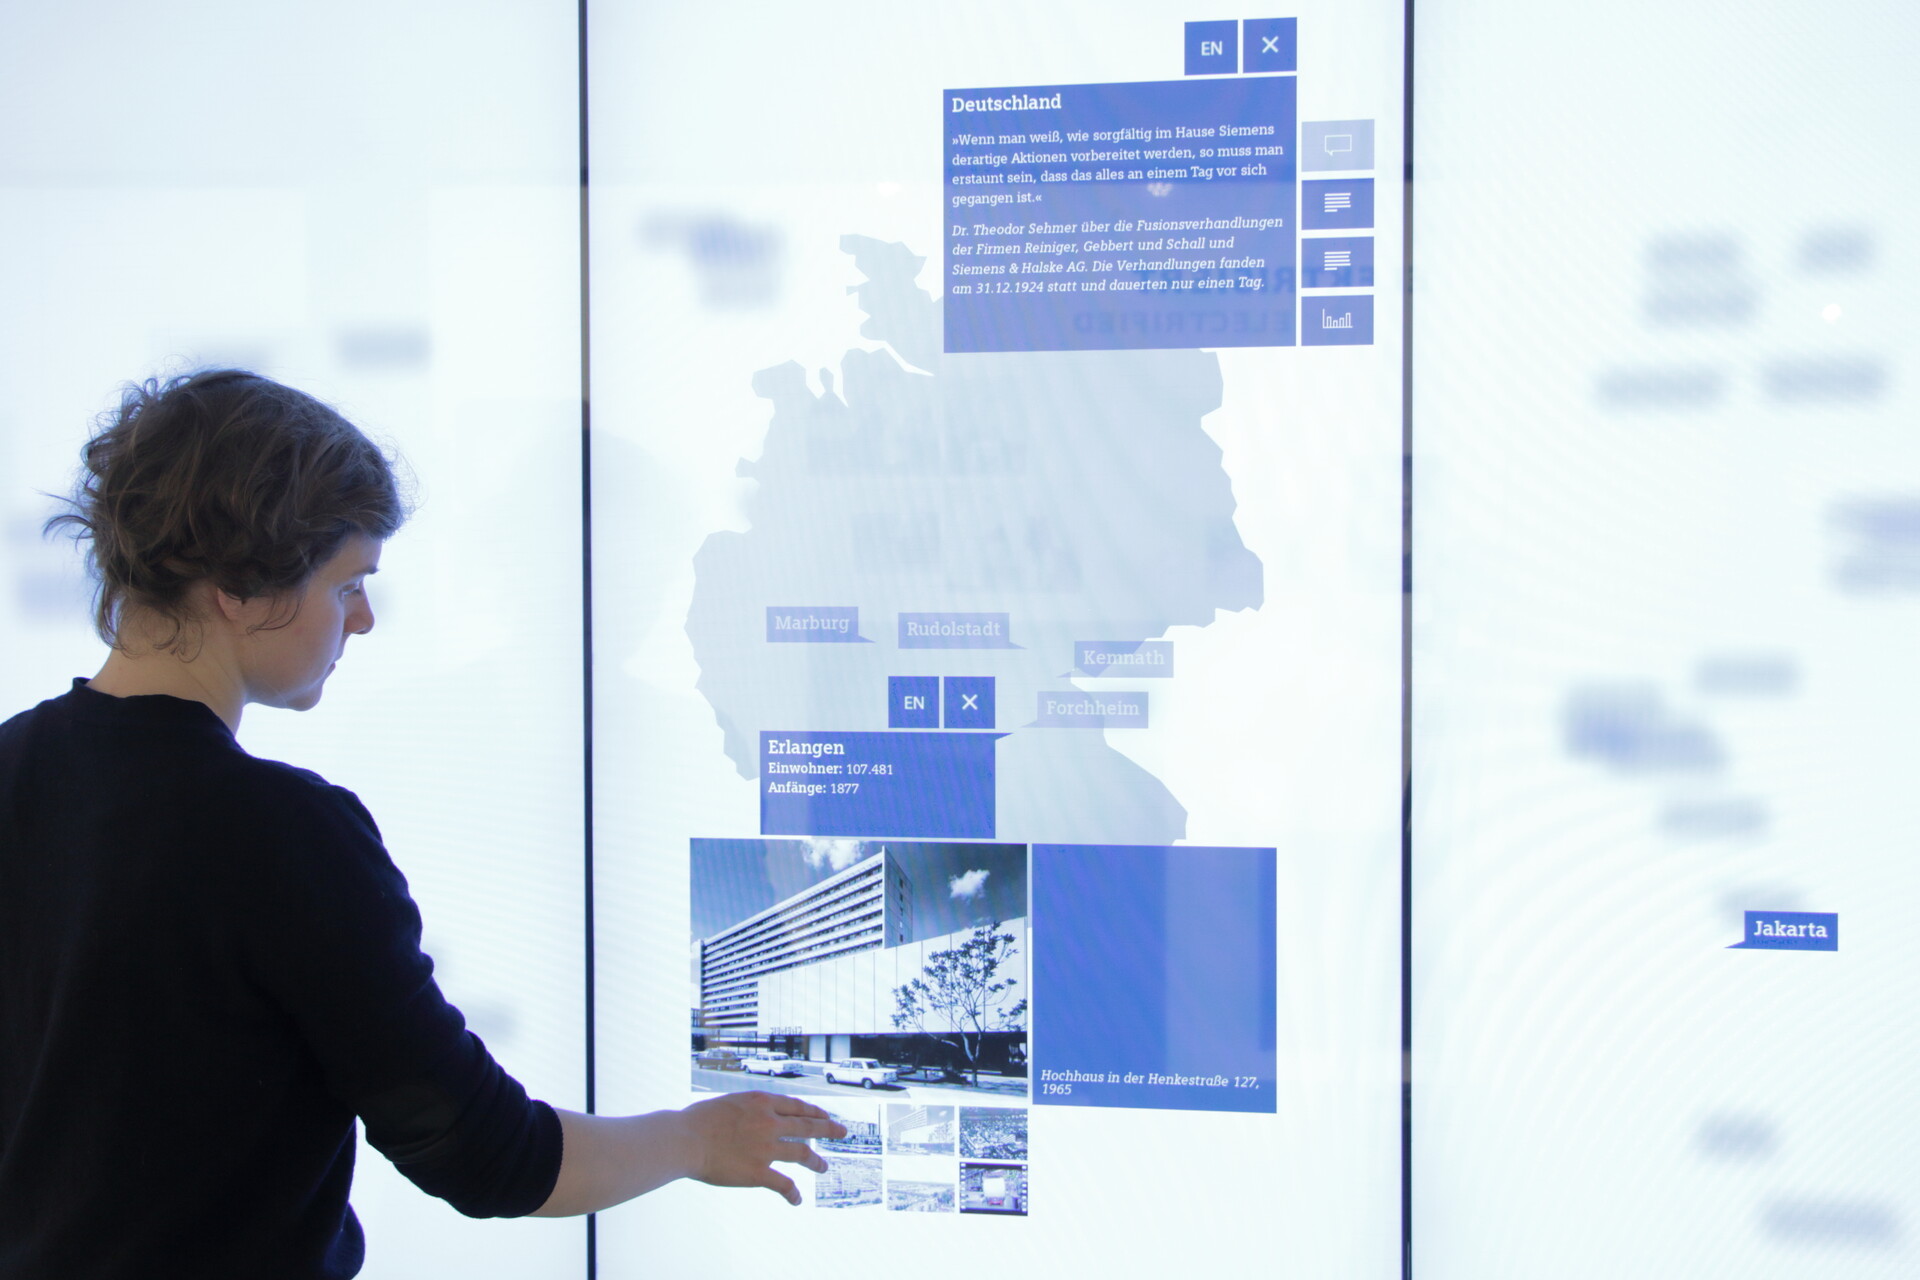 EN
Deutschland
»Wenn man weiß, wie sorgfältig im Hause Siemens
derartige Aktionen vorbereitet werden, so muss man
erstaunt sein, dass das alles an einem Tag vor sich
gegangen ist.«
Dr. Theodor Sehmer über die Fusionsverhandlungen
der Firmen Reiniger, Gebbert und Schall und
Siemens & Halske AG. Die Verhandlungen fanden
am 31.12.1924 statt und dauerten nur einen Tag.
ELECTRIFIED
Marburg
Rudolstadt
Kemnath
Forchheim
EN
Erlangen
Einwohner: 107.481
Anfänge: 1877
Hochhaus in der Henkestraße 127,
1965
Jakarta